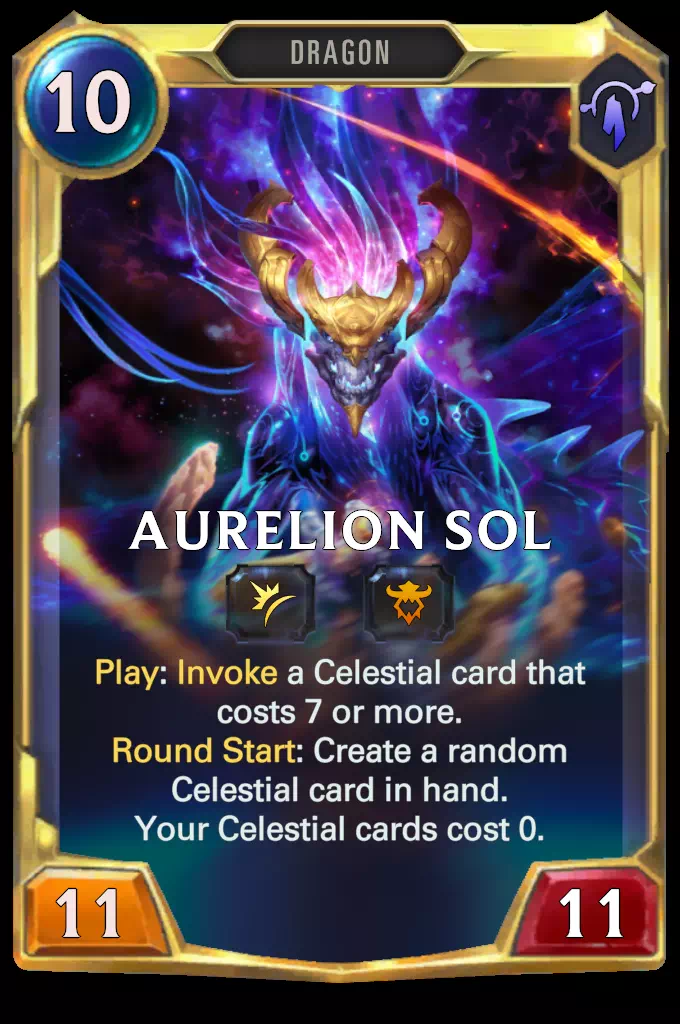 DRAGON
10
AURELION SOL
Play: Invoke a Celestial card that
costs 7 or more.
Round Start: Create a random
Celestial card in hand.
Your Celestial cards cost 0.
11
11